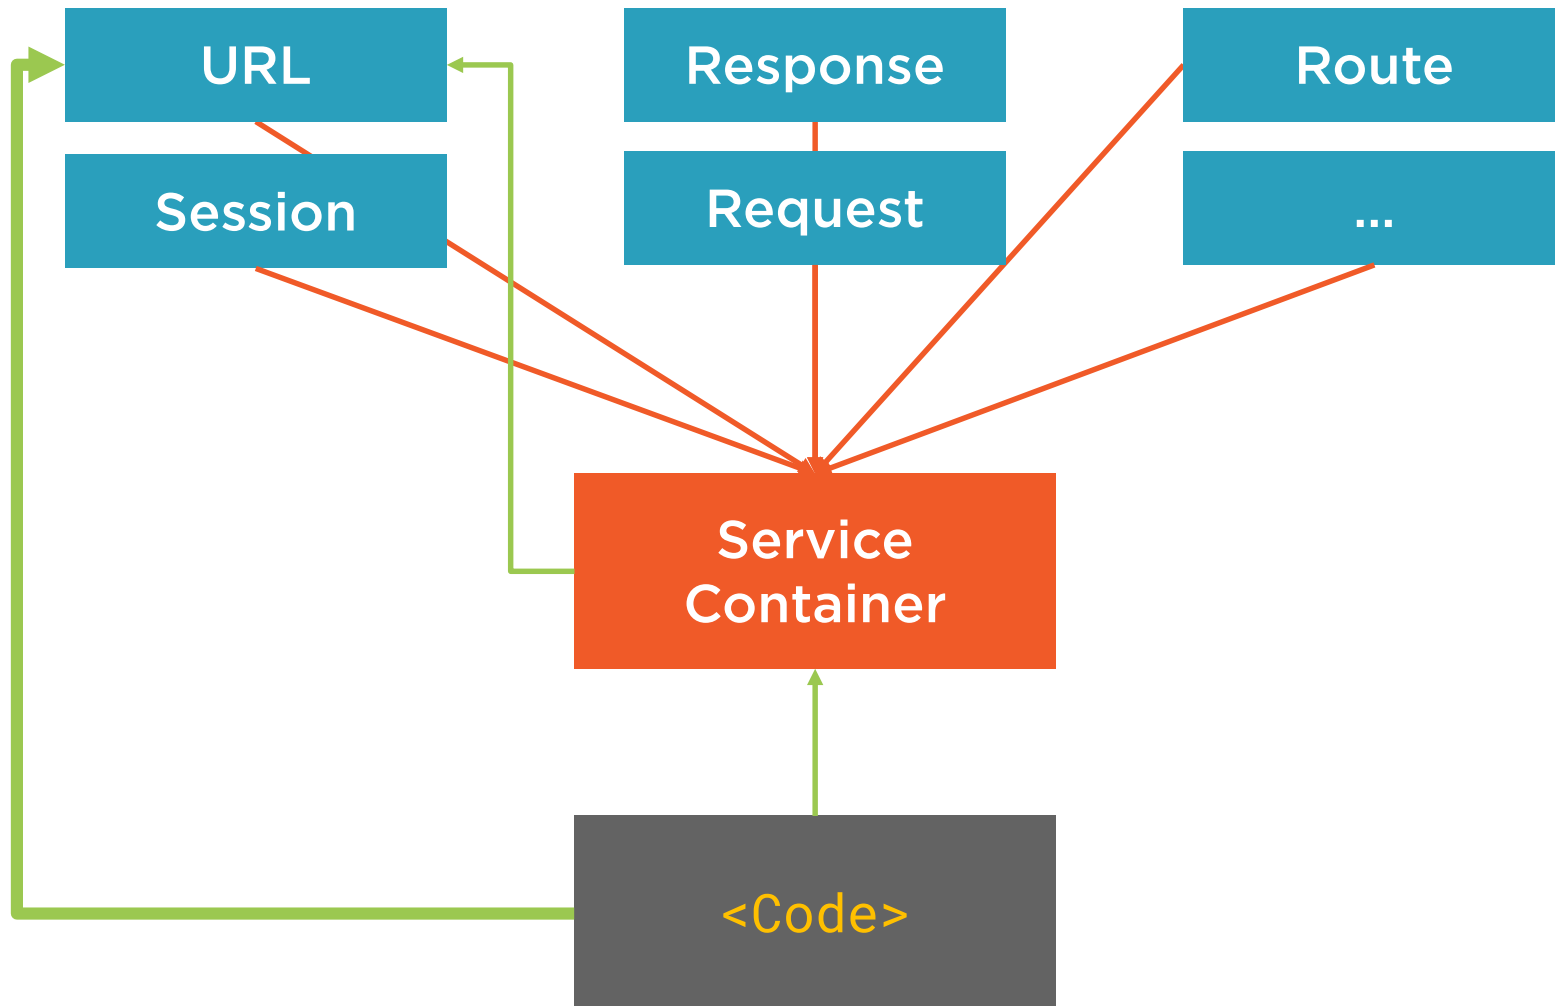 URL
Response
Route
Session
Request
...
Service
Container
<Code>